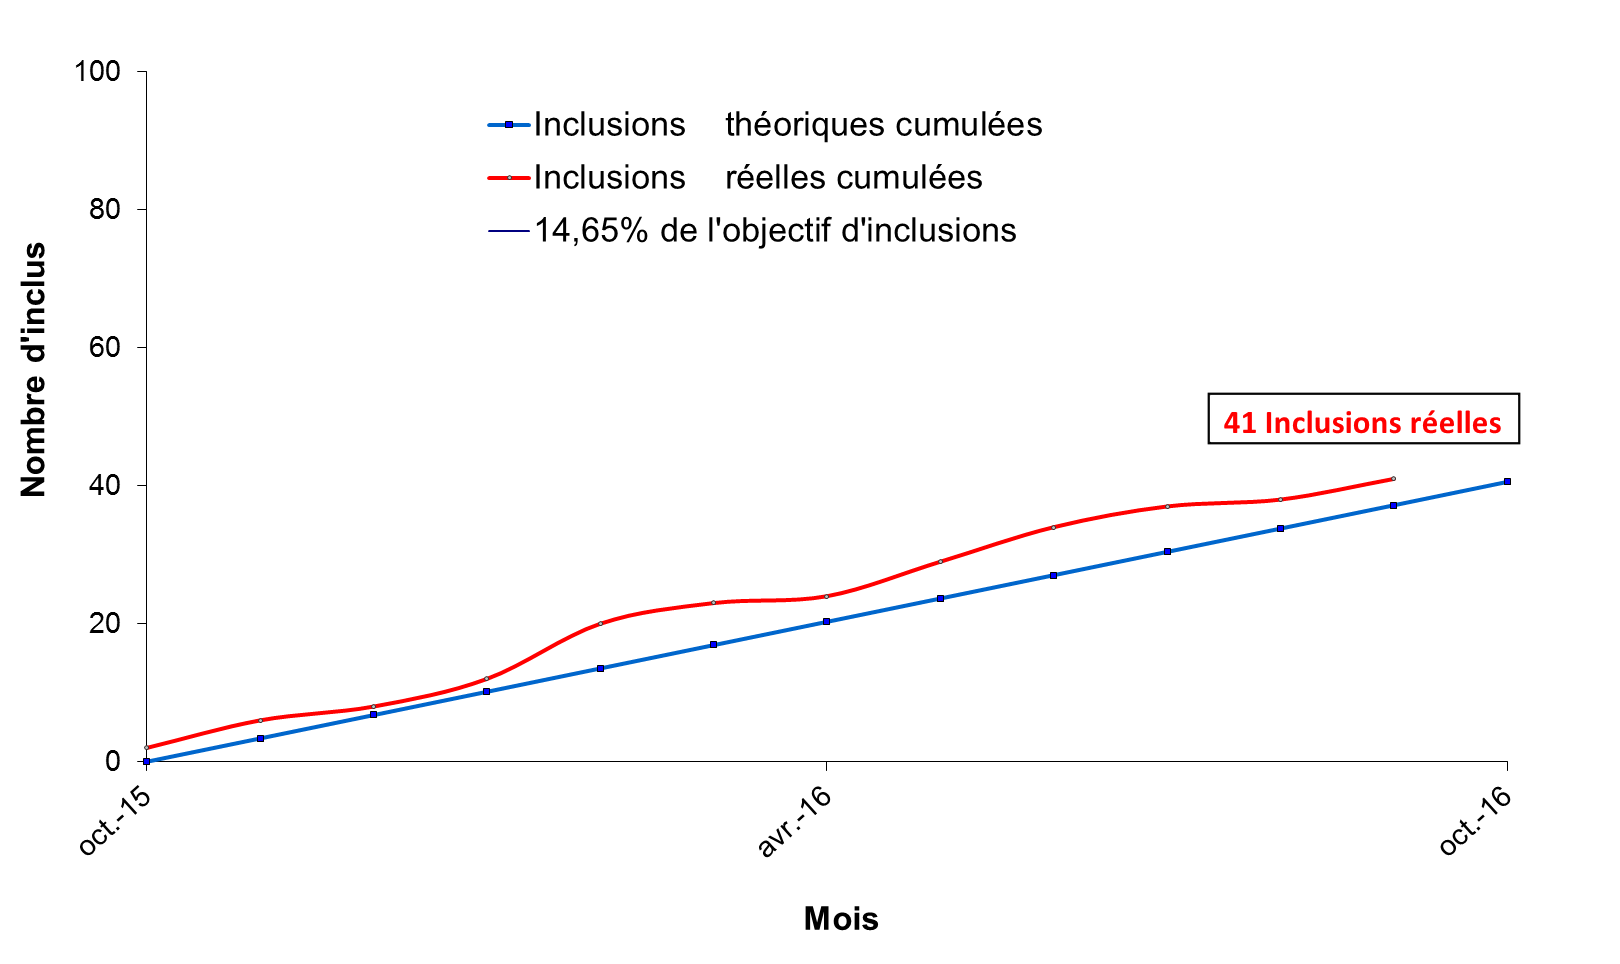 100
80
60
40
20
0
Nombre d'inclus
Inclusions théoriques cumulées
Inclusions réelles cumulées
14,65% de l'objectif d'inclusions
41 Inclusions réelles
oct.-15
avr.-16
oct.-16
Mois